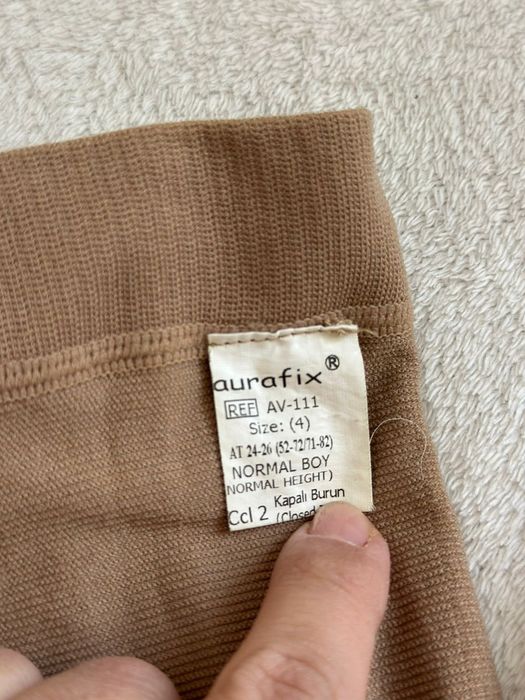 aurafix®
REF AV-111
Size: (4)
AT 24-26 (52-72/71-82)
NORMAL BOY
NORMAL HEIGHT)
Ccl 2 Kapalı Burun
(Closed